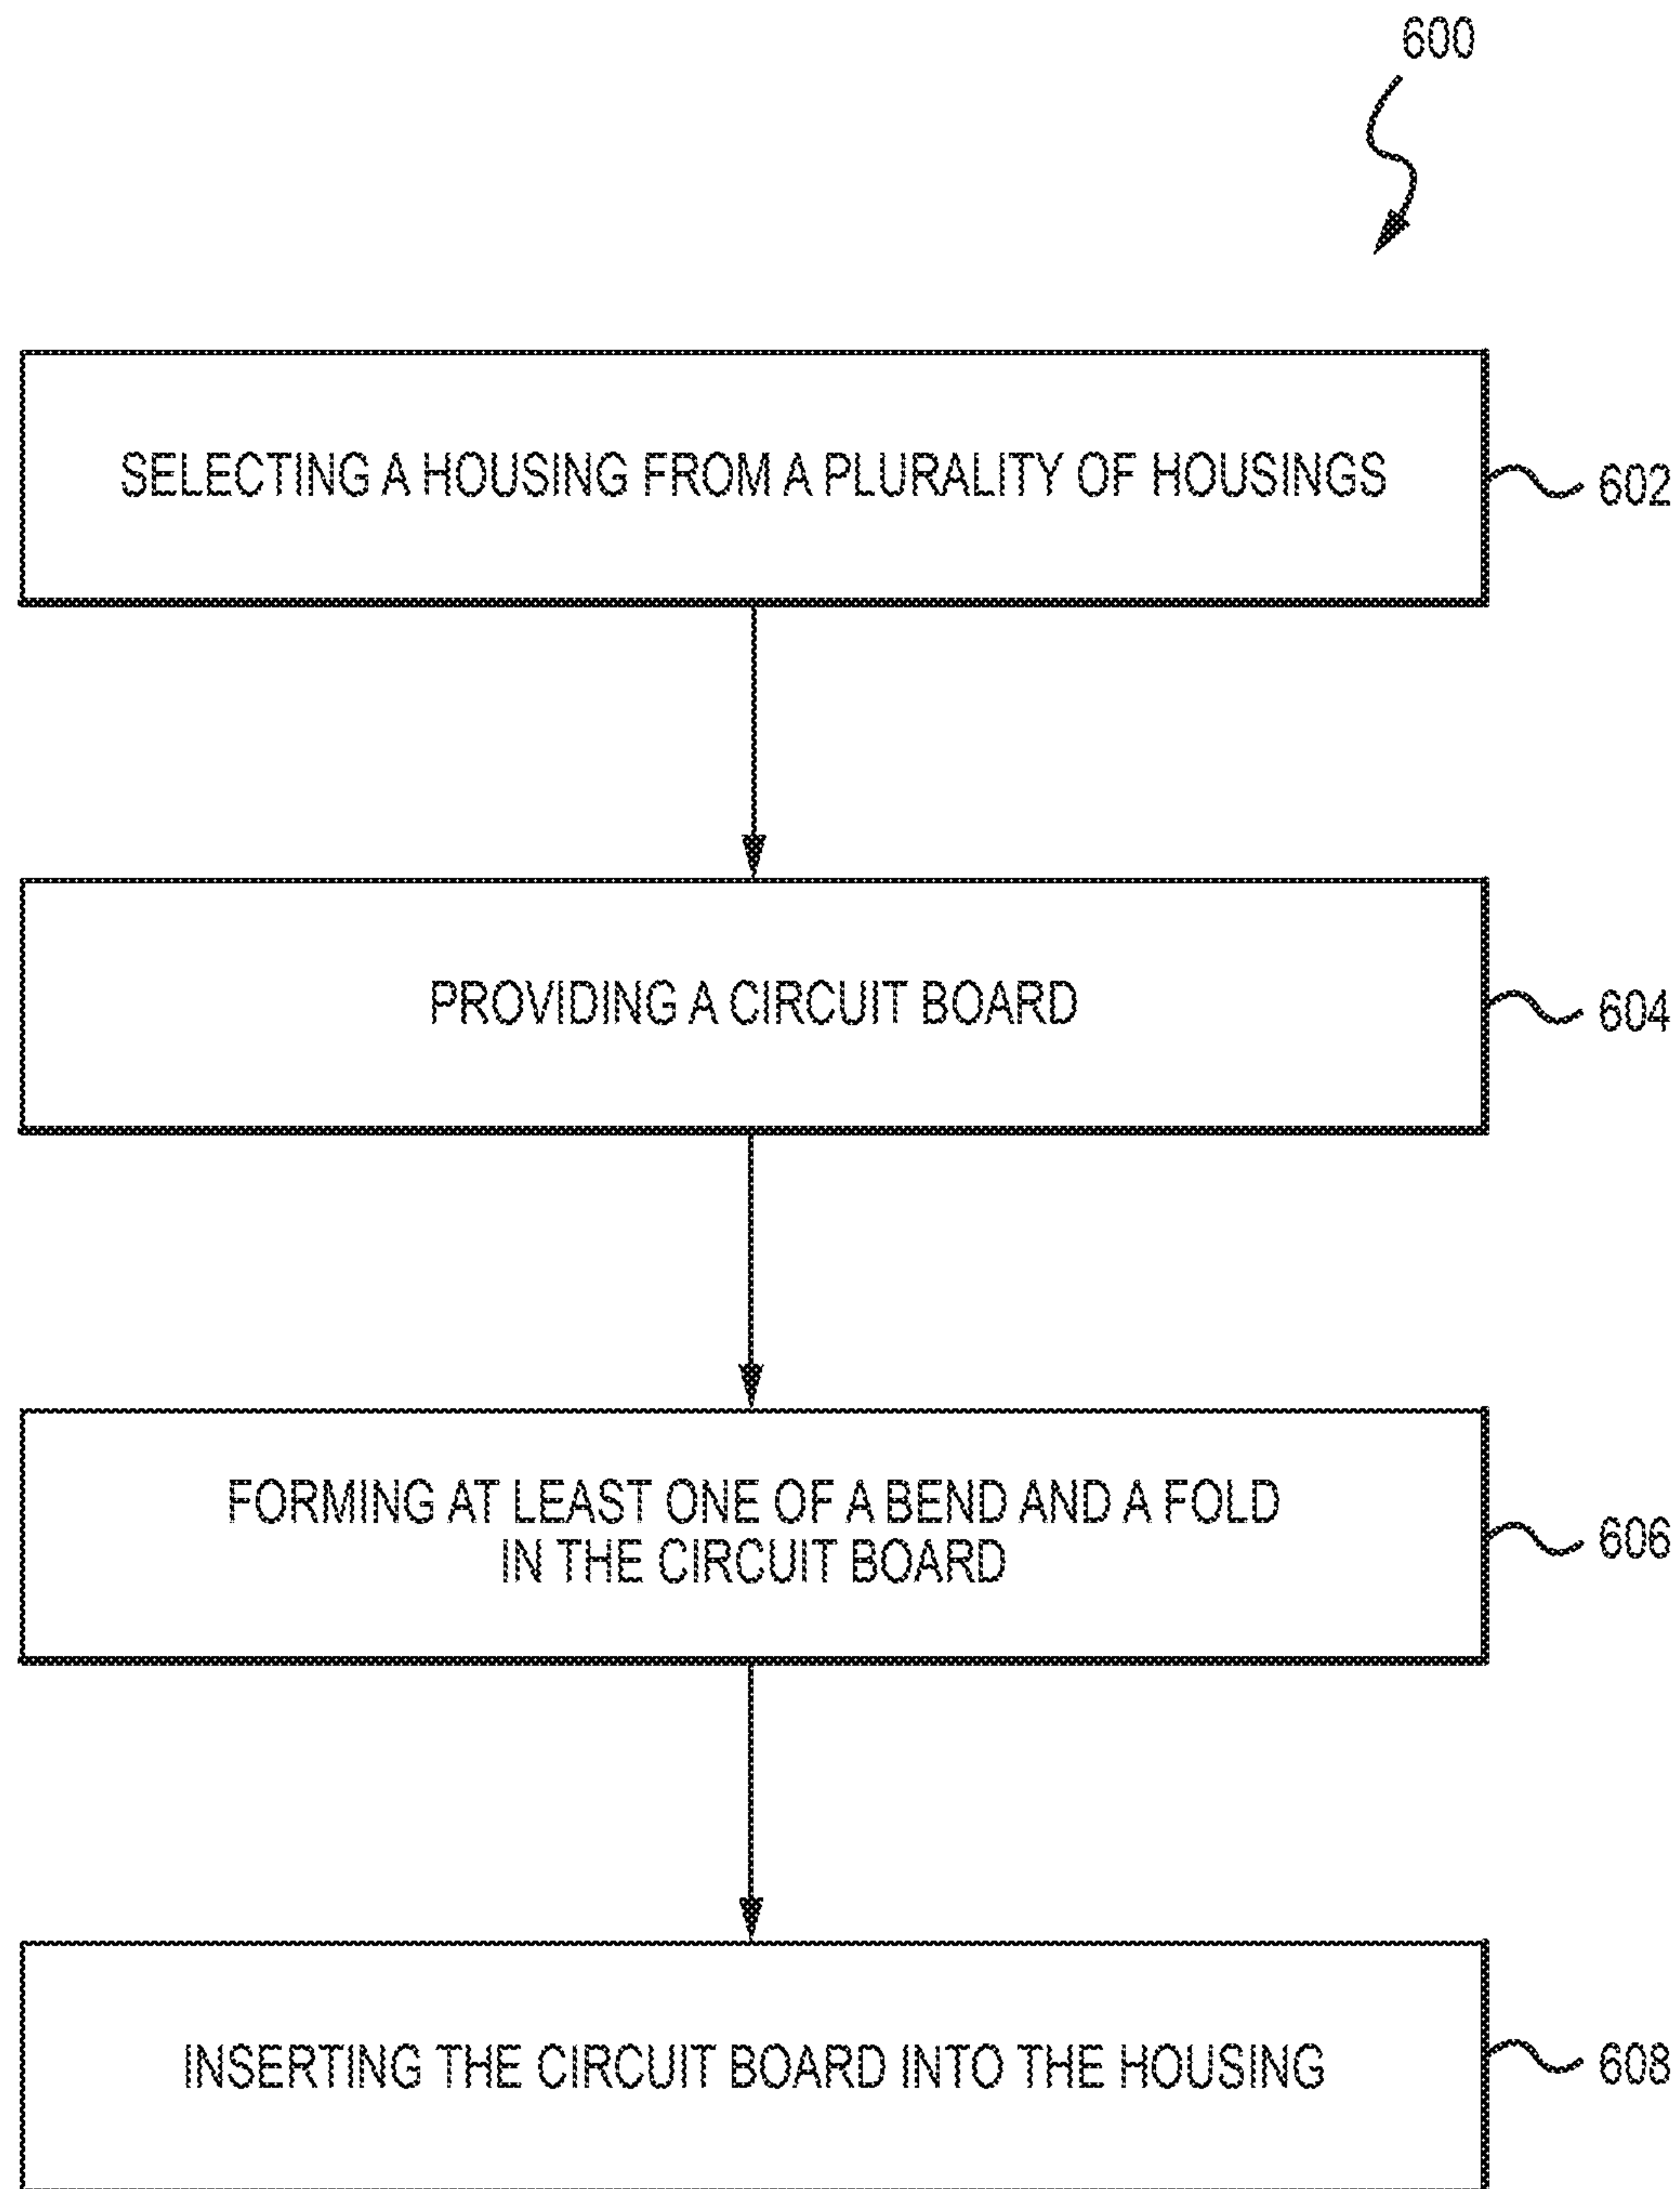 600
SELECTING A HOUSING FROM A PLURALITY OF HOUSINGS
602
PROVIDING A CIRCUIT BOARD
604
FORMING AT LEAST ONE OF A BEND AND A FOLD
IN THE CIRCUIT BOARD
606
INSERTING THE CIRCUIT BOARD INTO THE HOUSING
608